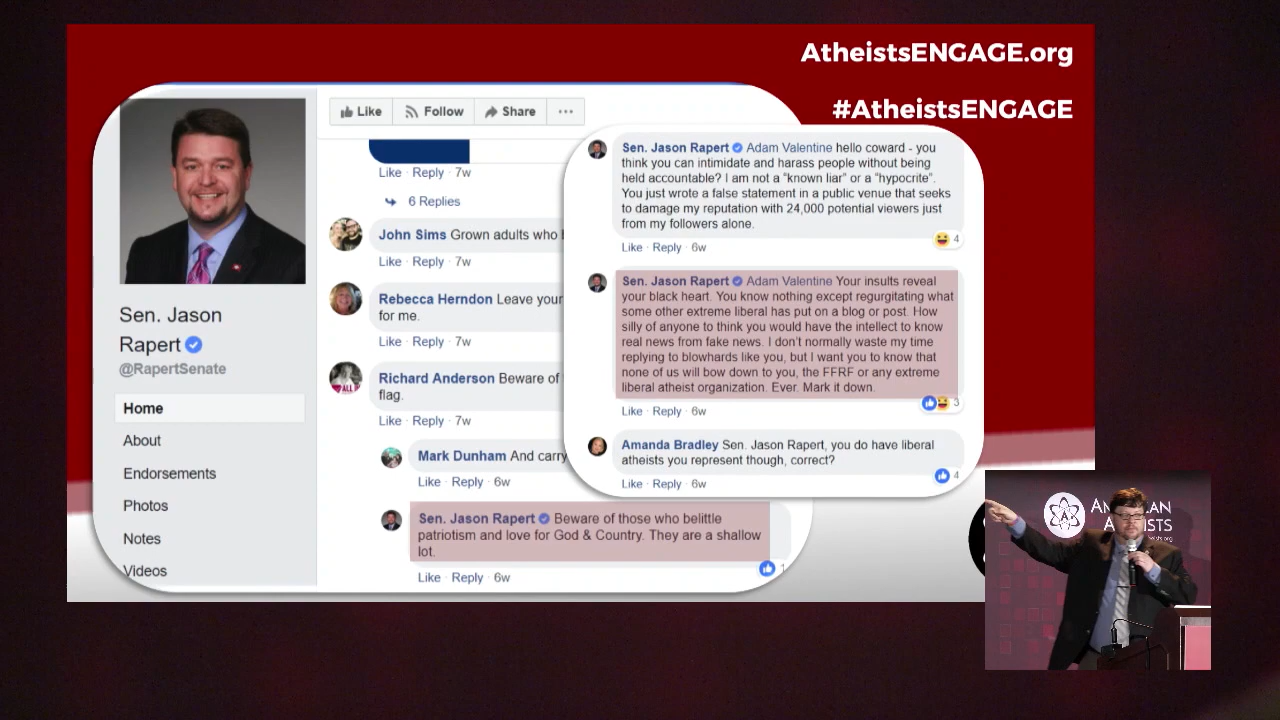 AtheistsENGAGE.org
#AtheistsENGAGE
Sen. Jason
Rapert
@RapertSenate
Home
About
Endorsements
Photos
Notes
Videos
Like
Follow
Share
Like · Reply · 7w
6 Replies
John Sims Grown adults who
Like · Reply · 7w
Rebecca Herndon Leave your
for me.
Like · Reply · 7w
Richard Anderson Beware of
flag.
Like · Reply · 7w
Mark Dunham And carry
Like · Reply · 6w
Sen. Jason Rapert Beware of those who belittle
patriotism and love for God & Country. They are a shallow
lot.
Like · Reply · 6w
Sen. Jason Rapert Adam Valentine hello coward - you
think you can intimidate and harass people without being
held accountable? I am not a "known liar" or a "hypocrite".
You just wrote a false statement in a public venue that seeks
to damage my reputation with 24,000 potential viewers just
from my followers alone.
4
Like · Reply · 6w
Sen. Jason Rapert Adam Valentine Your insults reveal
your black heart. You know nothing except regurgitating what
some other extreme liberal has put on a blog or post. How
silly of anyone to think you would have the intellect to know
real news from fake news. I don't normally waste my time
replying to blowhards like you, but I want you to know that
none of us will bow down to you, the FFRF or any extreme
liberal atheist organization. Ever. Mark it down.
3
Like · Reply · 6w
Amanda Bradley Sen. Jason Rapert, you do have liberal
atheists you represent though, correct?
4
Like · Reply · 6w